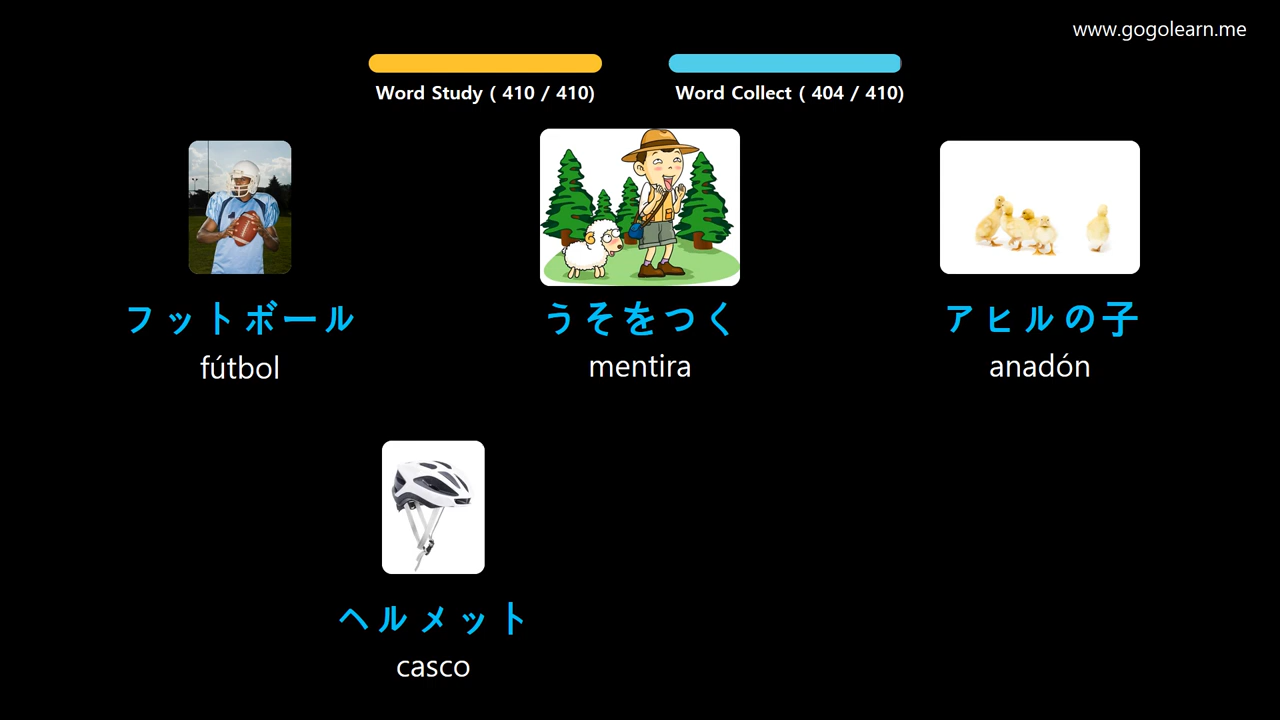 www.gogolearn.me
Word Study ( 410 / 410)
Word Collect ( 404 / 410)
フットボール
fútbol
うそをつく
mentira
アヒルの子
anadón
ヘルメット
casco